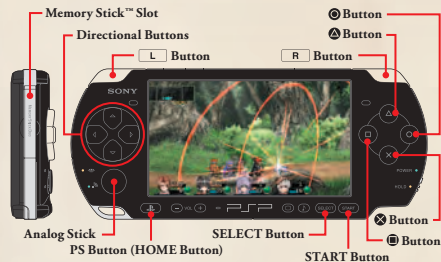 Memory Stick™ Slot
Directional Buttons
L Button
R Button
Button
Button
SONY
POWER
HOLD
VOL
PSP
SELECT
START
Button
Button
Analog Stick
PS Button (HOME Button)
SELECT Button
START Button